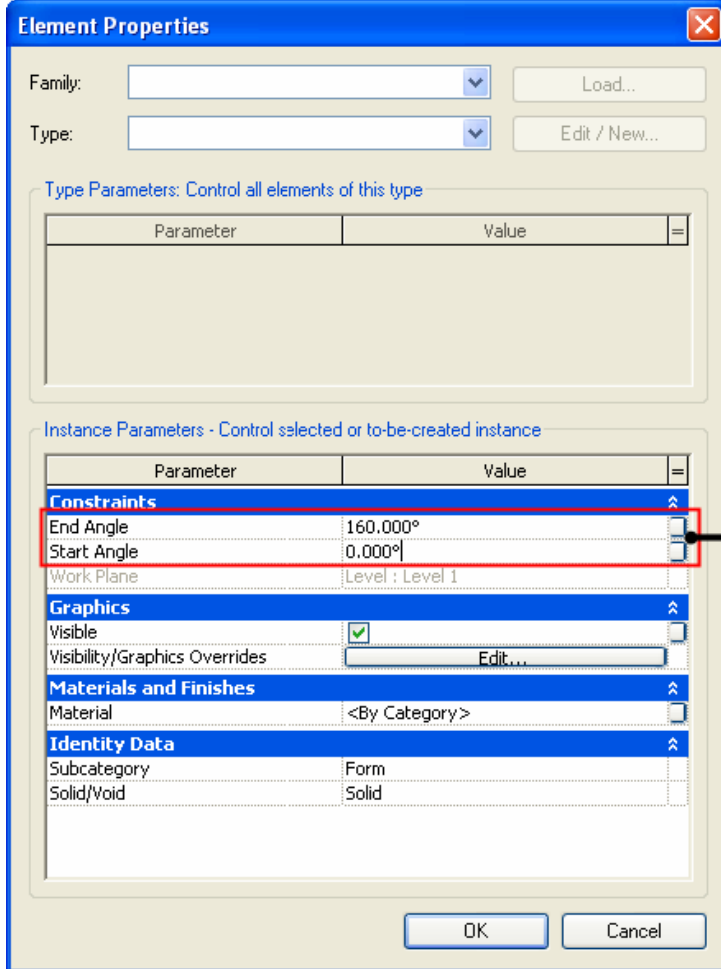 Element Properties
Family: Load...
Type: Edit / New...
Type Parameters: Control all elements of this type
Parameter Value =
Instance Parameters - Control selected or to-be-created instance
Parameter Value =
Constraints
End Angle 160.000°
Start Angle 0.000°
Work Plane Level : Level 1
Graphics
Visible
Visibility/Graphics Overrides Edit...
Materials and Finishes
Material <By Category>
Identity Data
Subcategory Form
Solid/Void Solid
OK Cancel